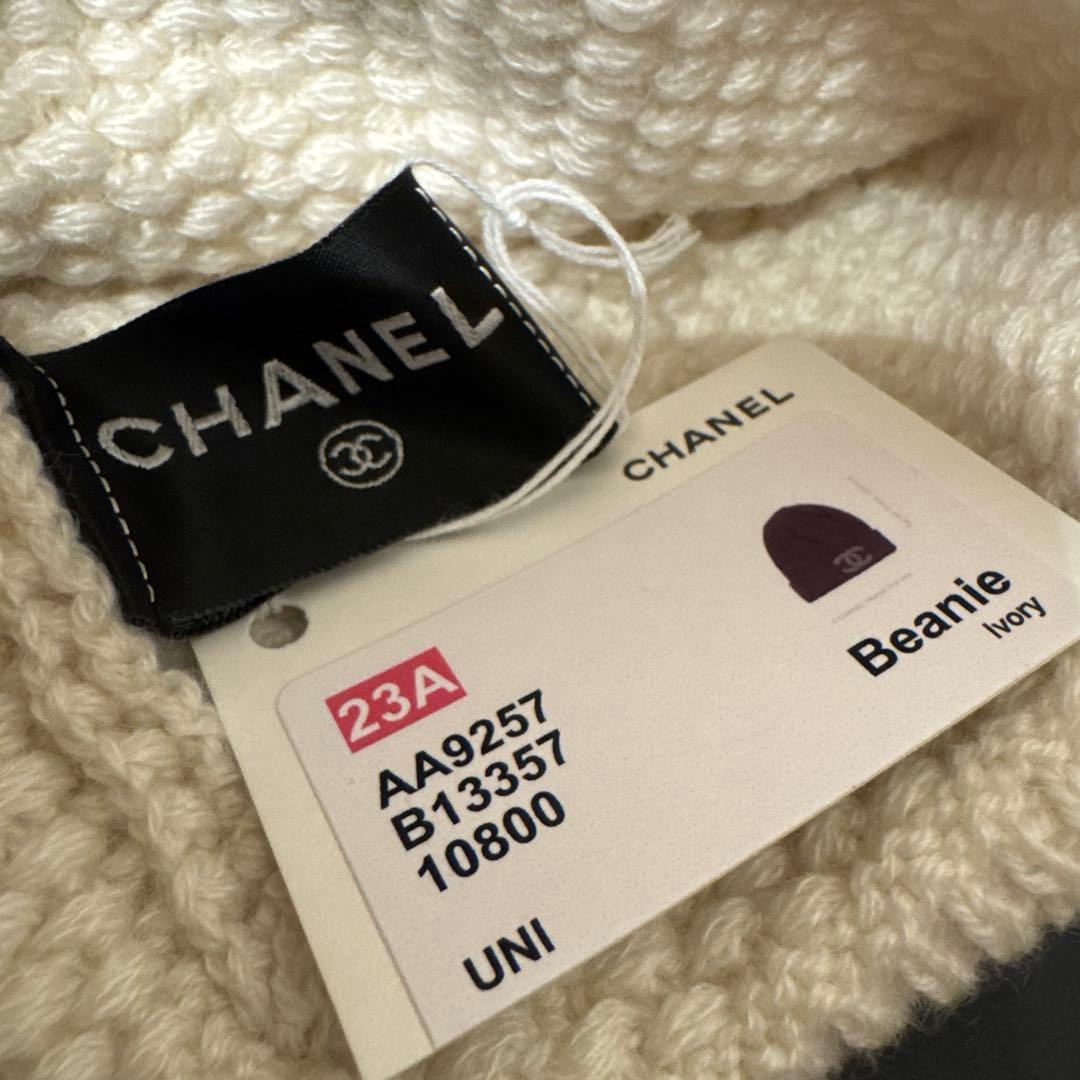 CHANEL
CHANEL
Beanie
Ivory
23A
AA9257
B13357
10800
UNI